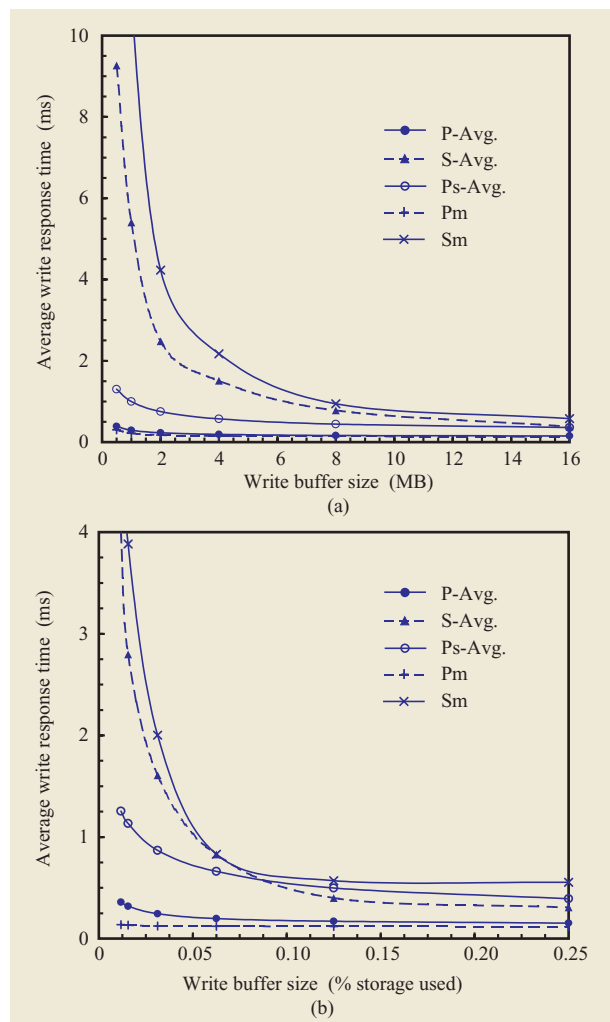 10
8
6
4
2
0
Average write response time (ms)
P-Avg.
S-Avg.
Ps-Avg.
Pm
Sm
0 2 4 6 8 10 12 14 16
Write buffer size (MB)
(a)
4
3
2
1
0
Average write response time (ms)
P-Avg.
S-Avg.
Ps-Avg.
Pm
Sm
0 0.05 0.10 0.15 0.20 0.25
Write buffer size (% storage used)
(b)